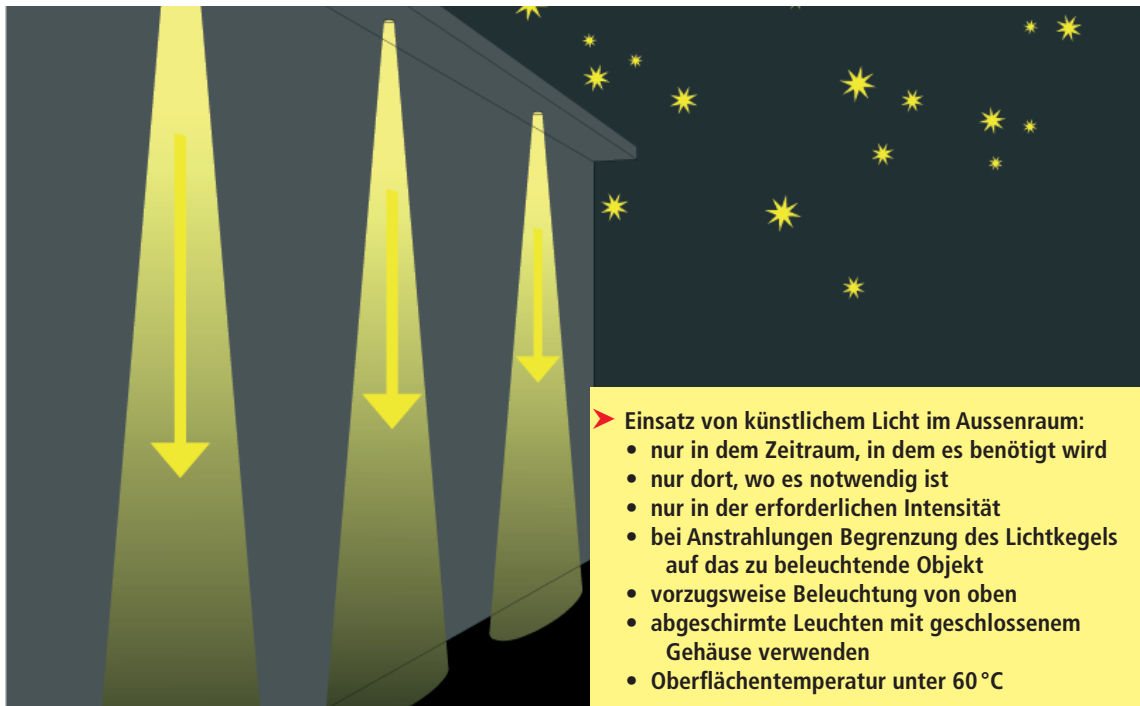 ➤ Einsatz von künstlichem Licht im Aussenraum:
• nur in dem Zeitraum, in dem es benötigt wird
• nur dort, wo es notwendig ist
• nur in der erforderlichen Intensität
• bei Anstrahlungen Begrenzung des Lichtkegels
auf das zu beleuchtende Objekt
• vorzugsweise Beleuchtung von oben
• abgeschirmte Leuchten mit geschlossenem
Gehäuse verwenden
• Oberflächentemperatur unter 60 °C